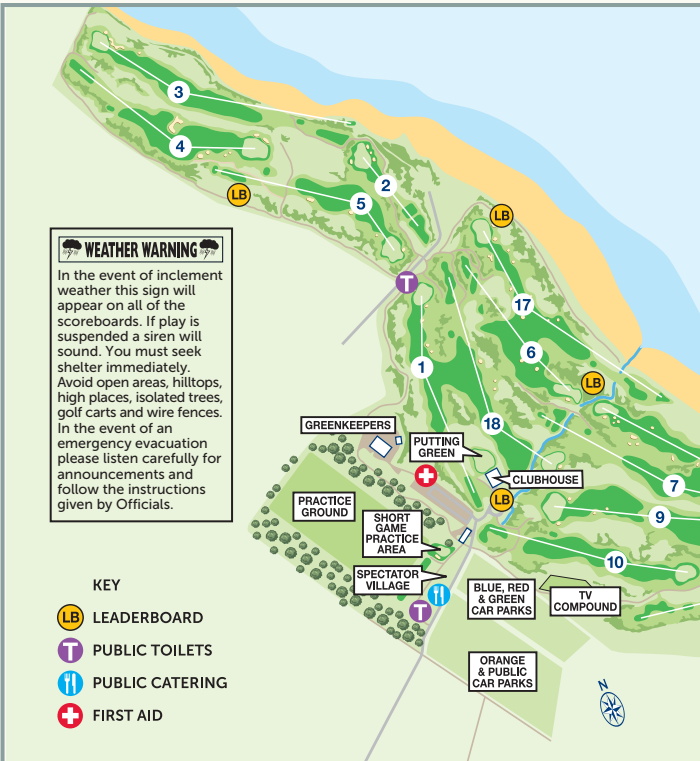 3
4
2
5
LB
LB
T
17
6
1
LB
18
7
9
10
WEATHER WARNING
In the event of inclement
weather this sign will
appear on all of the
scoreboards. If play is
suspended a siren will
sound. You must seek
shelter immediately.
Avoid open areas, hilltops,
high places, isolated trees,
golf carts and wire fences.
In the event of an
emergency evacuation
please listen carefully for
announcements and
follow the instructions
given by Officials.
GREENKEEPERS
PUTTING
GREEN
CLUBHOUSE
LB
PRACTICE
GROUND
SHORT
GAME
PRACTICE
AREA
SPECTATOR
VILLAGE
T
BLUE, RED
& GREEN
CAR PARKS
TV
COMPOUND
ORANGE
& PUBLIC
CAR PARKS
N
KEY
LB LEADERBOARD
T PUBLIC TOILETS
PUBLIC CATERING
FIRST AID